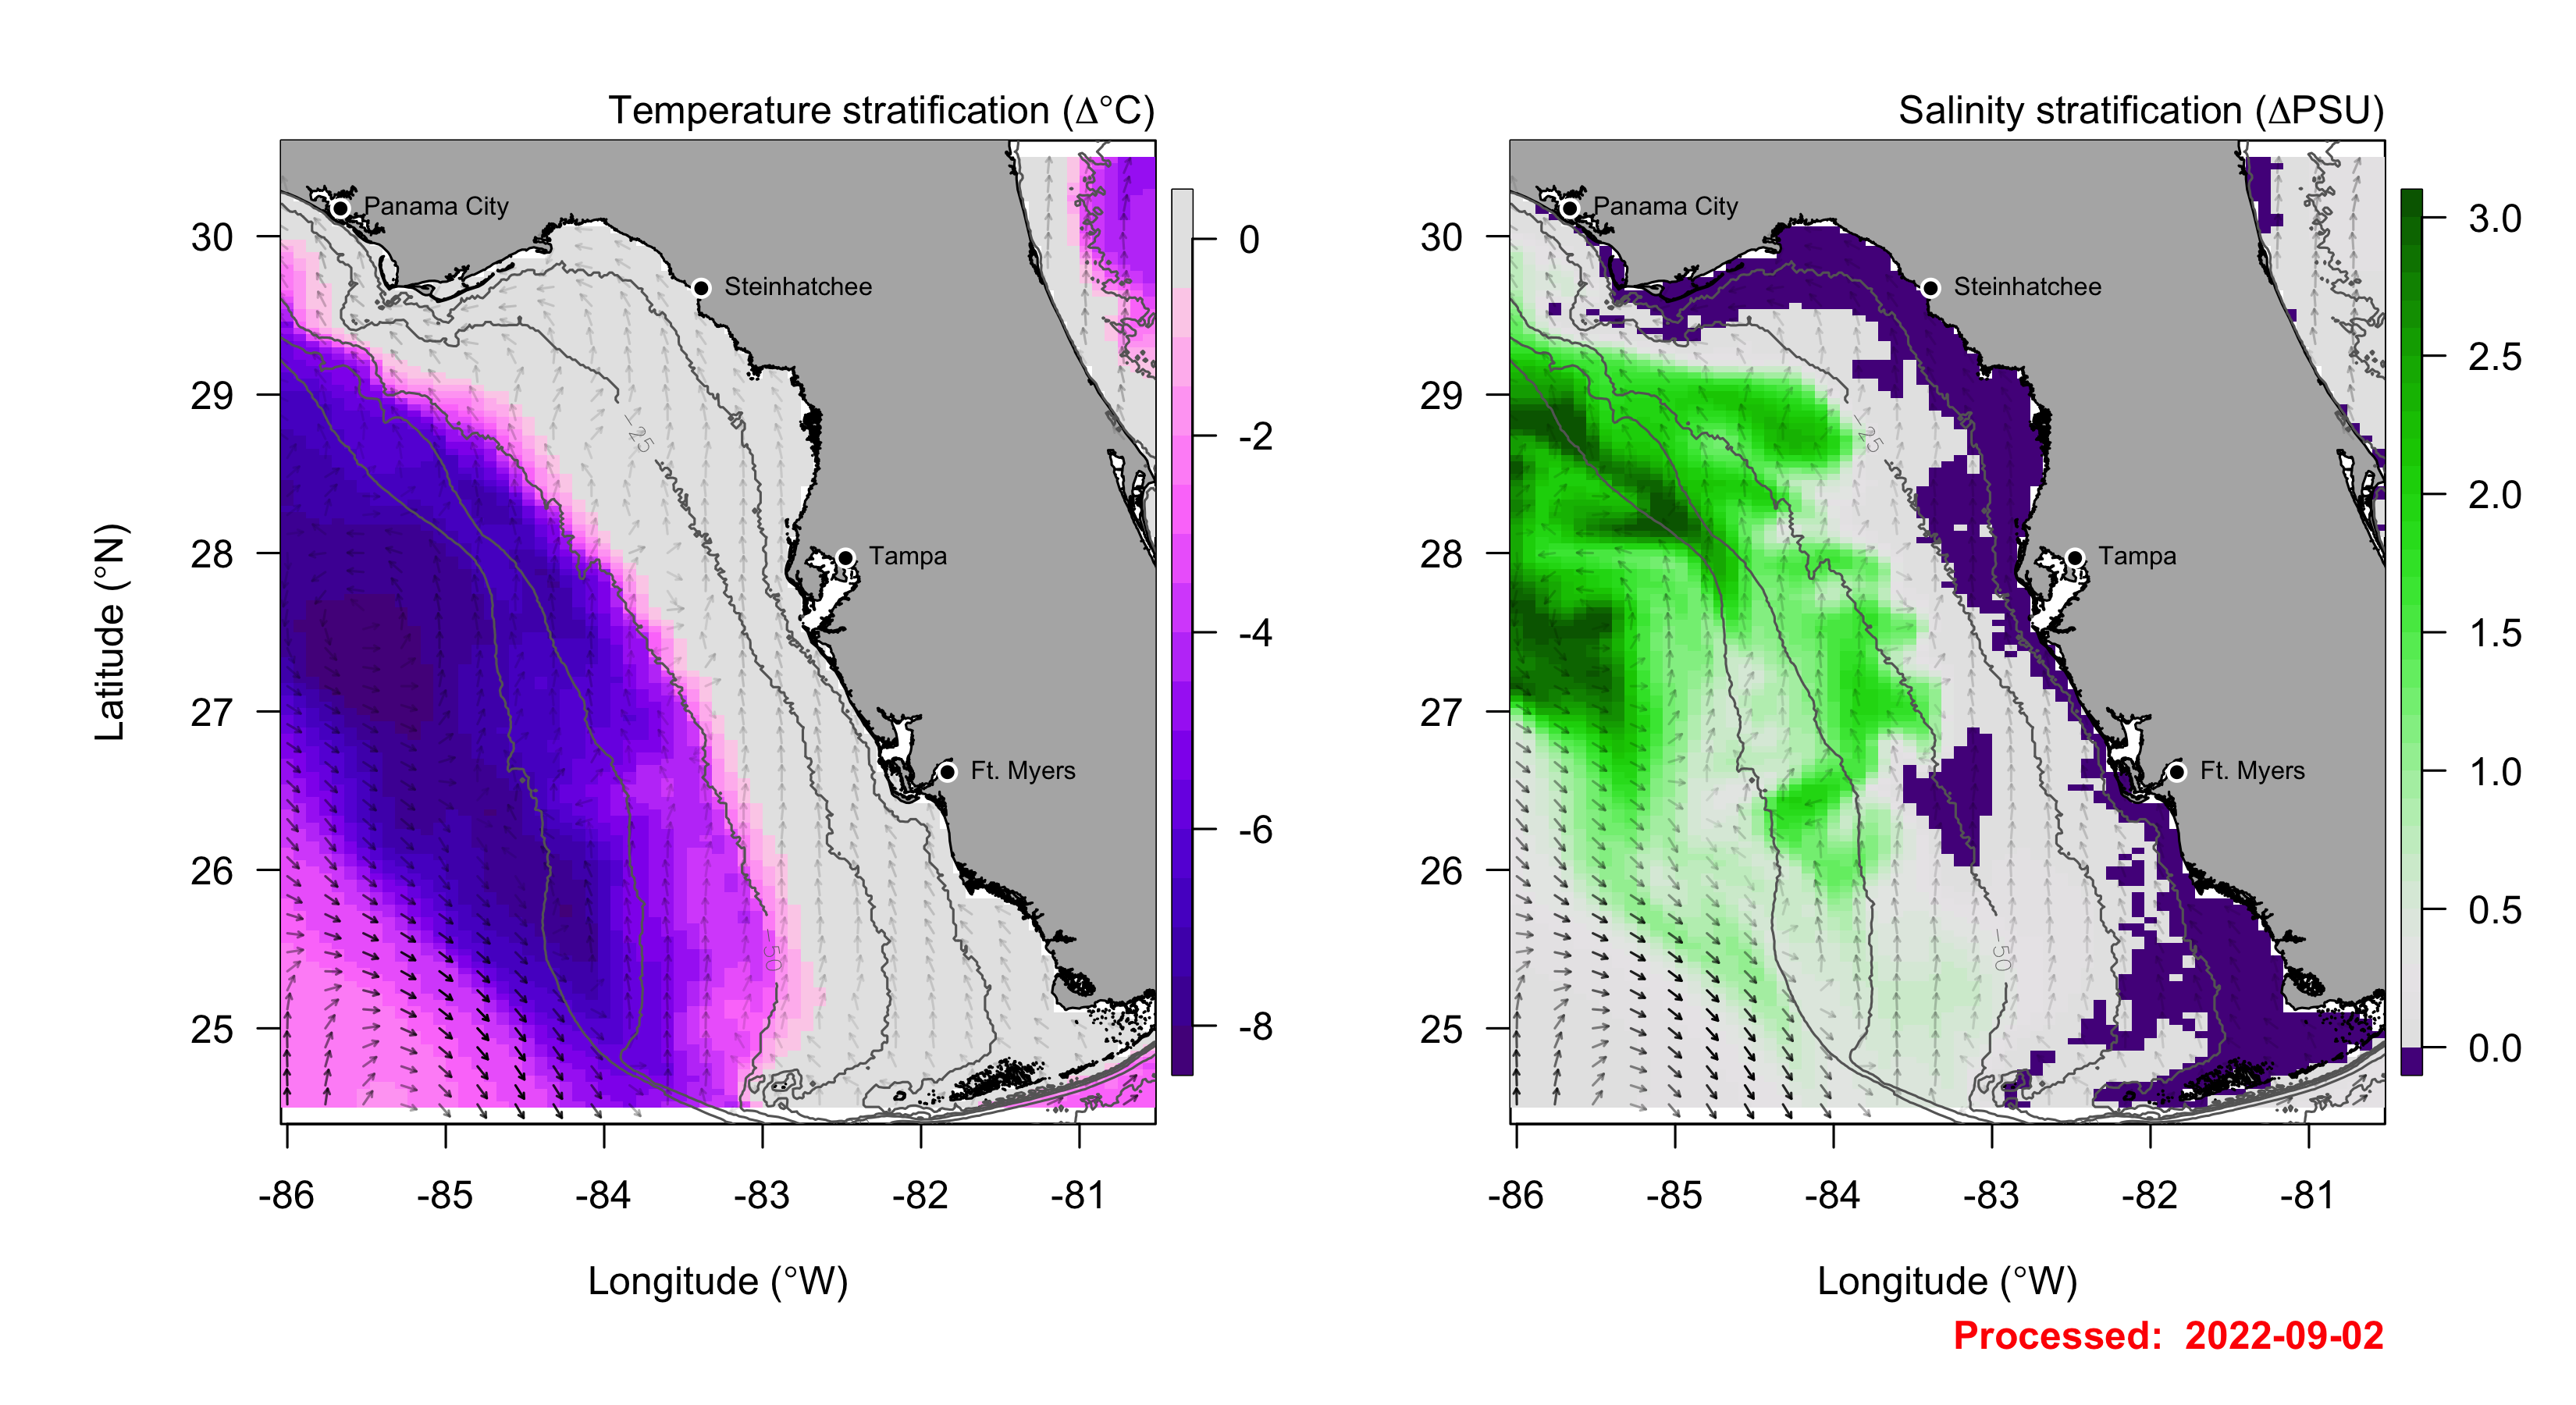 Temperature stratification (Δ°C)
Panama City
Steinhatchee
Tampa
Ft. Myers
-25
-50
30
29
28
27
26
25
Latitude (°N)
-86 -85 -84 -83 -82 -81
Longitude (°W)
0
-2
-4
-6
-8
Salinity stratification (ΔPSU)
Panama City
Steinhatchee
Tampa
Ft. Myers
-25
-50
30
29
28
27
26
25
-86 -85 -84 -83 -82 -81
Longitude (°W)
3.0
2.5
2.0
1.5
1.0
0.5
0.0
Processed: 2022-09-02